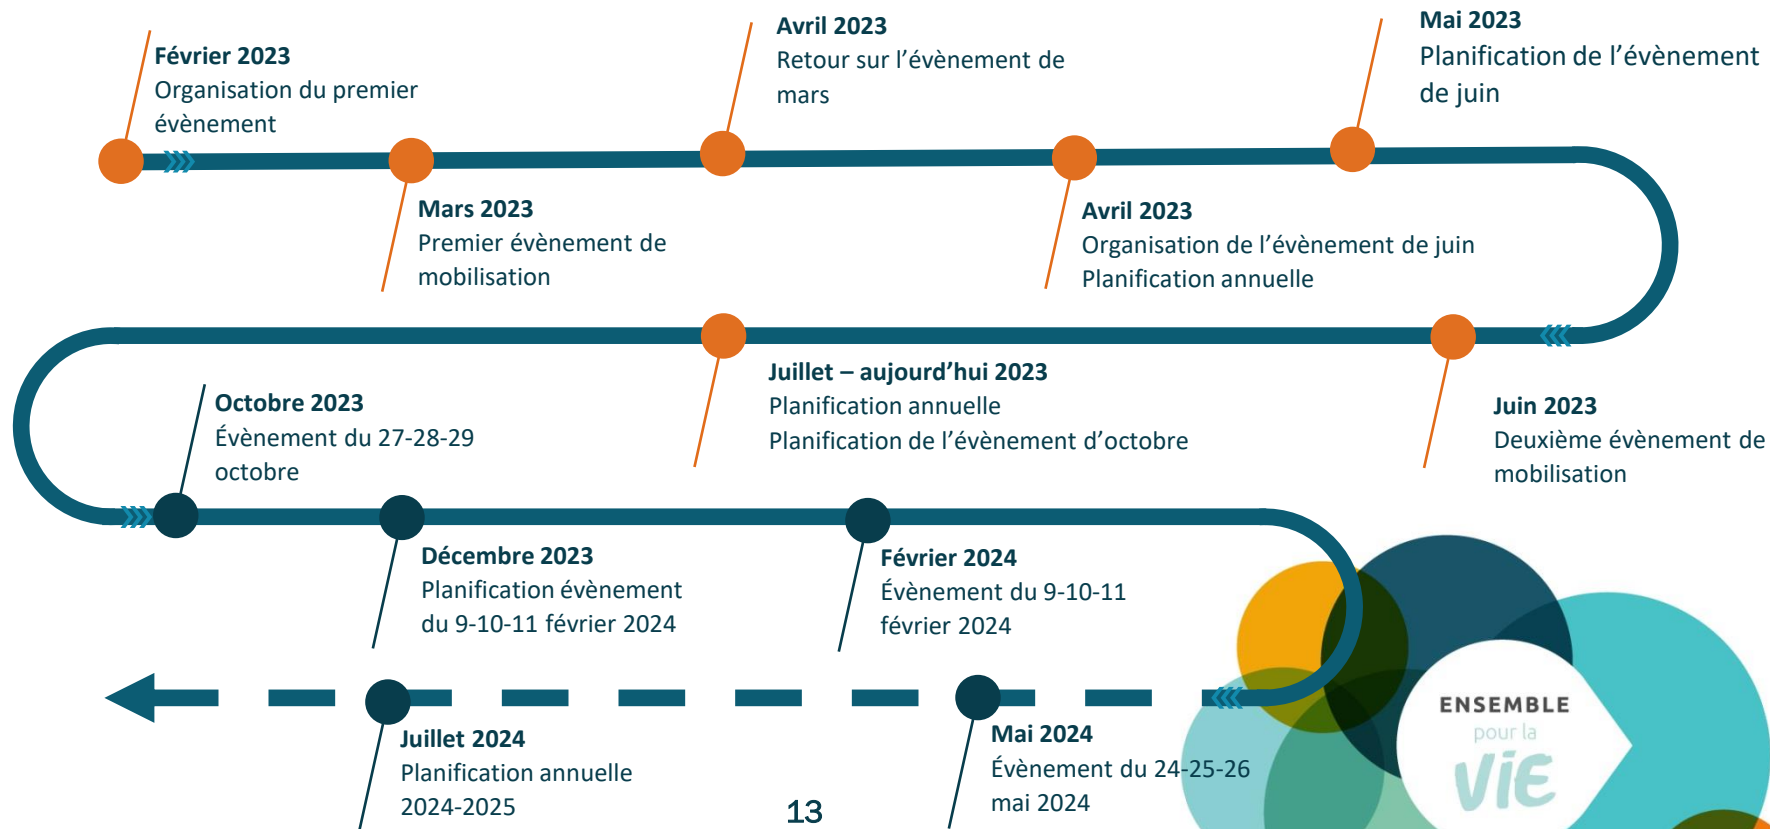 Février 2023
Organisation du premier
évènement
Mars 2023
Premier évènement de
mobilisation
Avril 2023
Retour sur l'évènement de
mars
Avril 2023
Organisation de l'évènement de juin
Planification annuelle
Mai 2023
Planification de l'évènement
de juin
Juin 2023
Deuxième évènement de
mobilisation
Juillet – aujourd'hui 2023
Planification annuelle
Planification de l'évènement d'octobre
Octobre 2023
Évènement du 27-28-29
octobre
Décembre 2023
Planification évènement
du 9-10-11 février 2024
Février 2024
Évènement du 9-10-11
février 2024
Mai 2024
Évènement du 24-25-26
mai 2024
Juillet 2024
Planification annuelle
2024-2025
13
ENSEMBLE
pour la
ViE